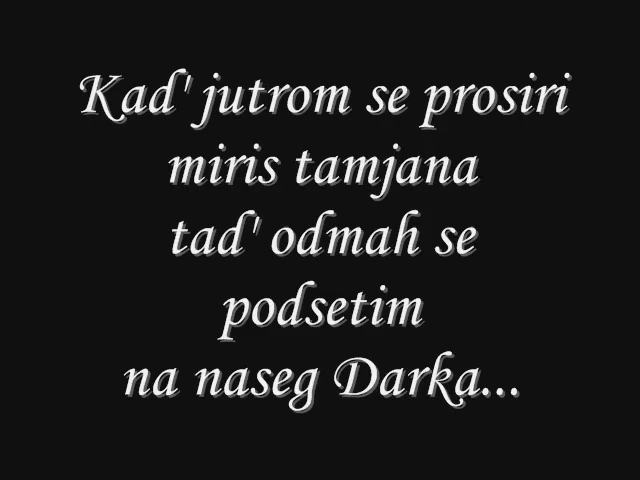 Kad' jutrom se prosiri
miris tamjana
tad' odmah se
podsetim
na naseg Darka...